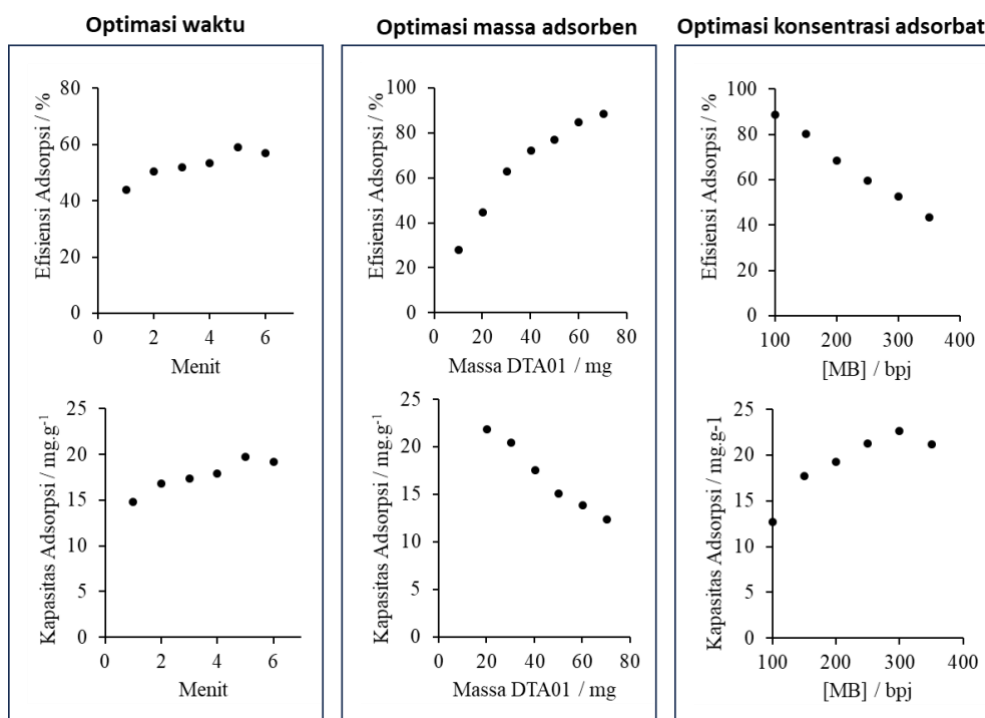 Optimasi waktu
Optimasi massa adsorben
Optimasi konsentrasi adsorbat
Efisiensi Adsorpsi / %
80
60
40
20
0
0 2 4 6
Menit
Efisiensi Adsorpsi / %
100
80
60
40
20
0
0 20 40 60 80
Massa DTA01 / mg
Efisiensi Adsorpsi / %
100
80
60
40
20
0
100 200 300 400
[MB] / bpj
Kapasitas Adsorpsi / mg.g⁻¹
25
20
15
10
5
0
0 2 4 6
Menit
Kapasitas Adsorpsi / mg.g⁻¹
25
20
15
10
5
0
0 20 40 60 80
Massa DTA01 / mg
Kapasitas Adsorpsi / mg.g-1
25
20
15
10
5
0
100 200 300 400
[MB] / bpj